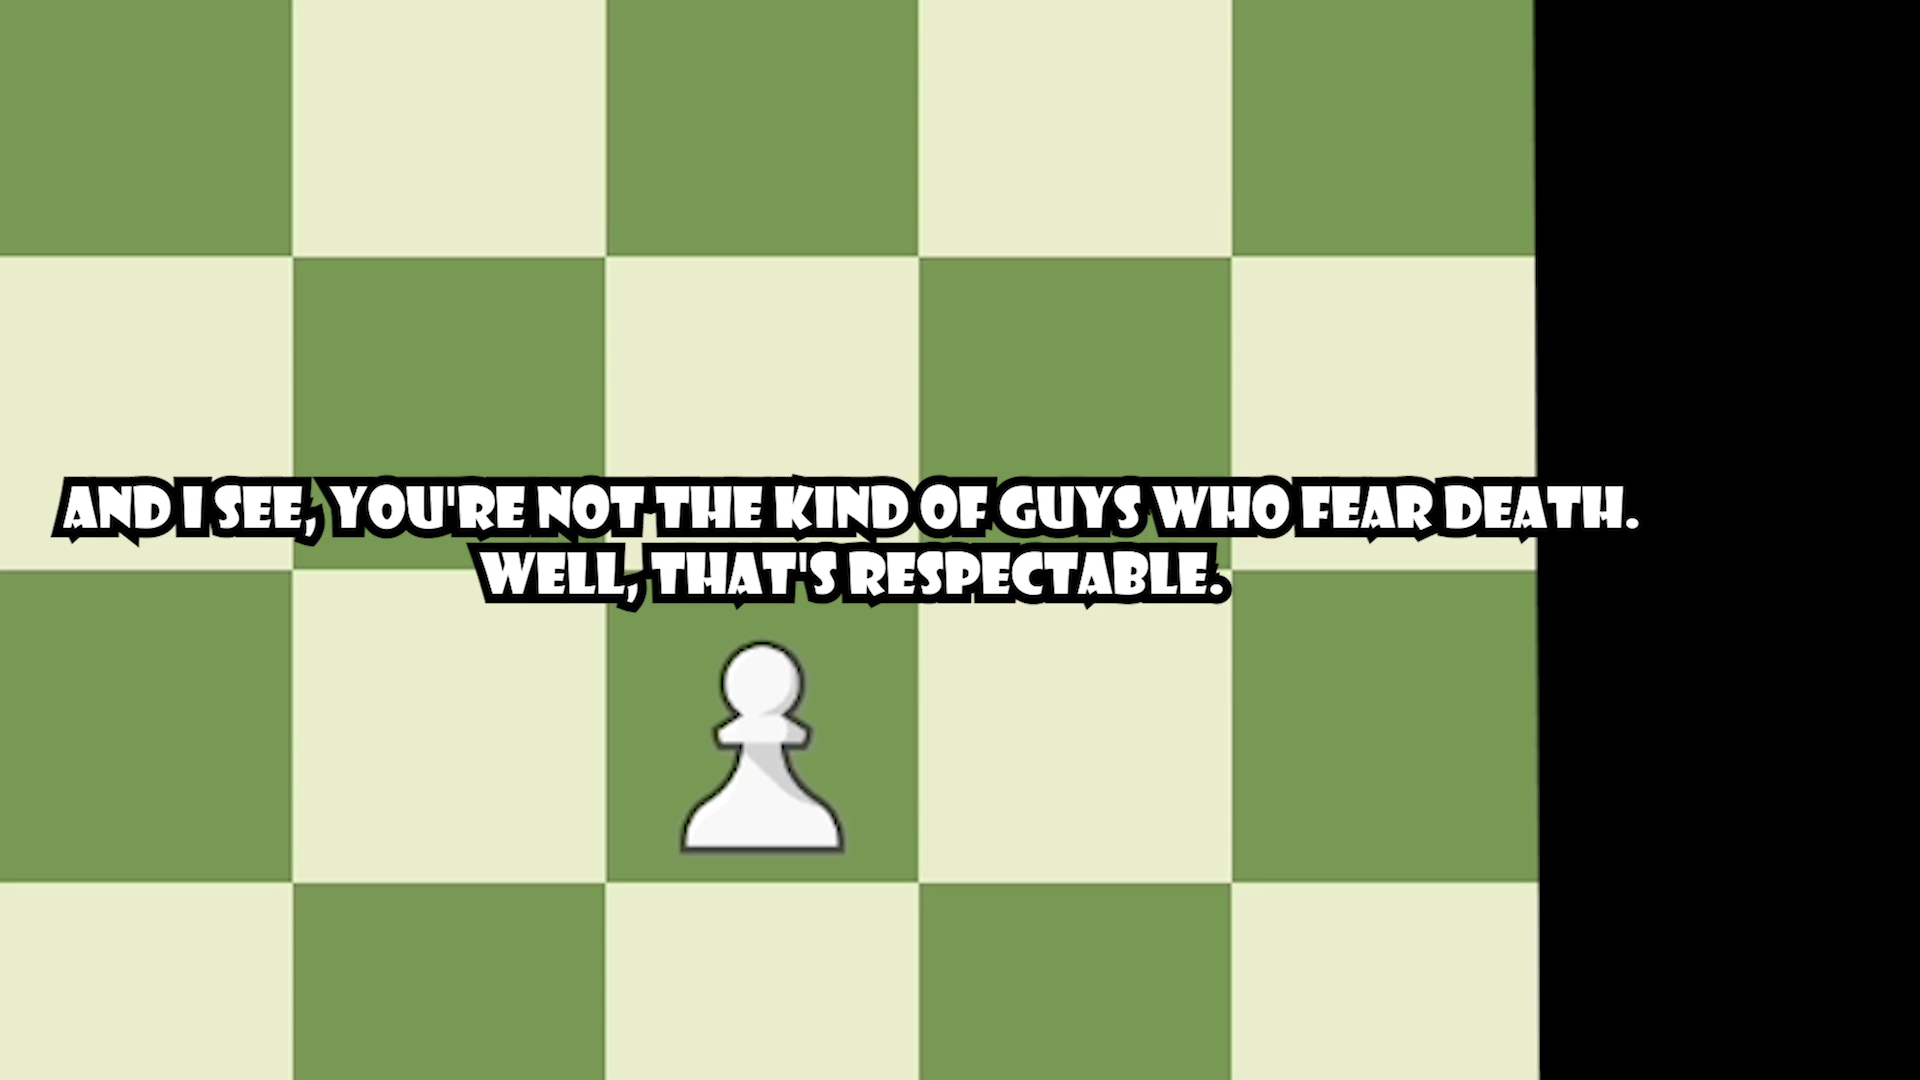 AND I SEE, YOU'RE NOT THE KIND OF GUYS WHO FEAR DEATH.
WELL, THAT'S RESPECTABLE.